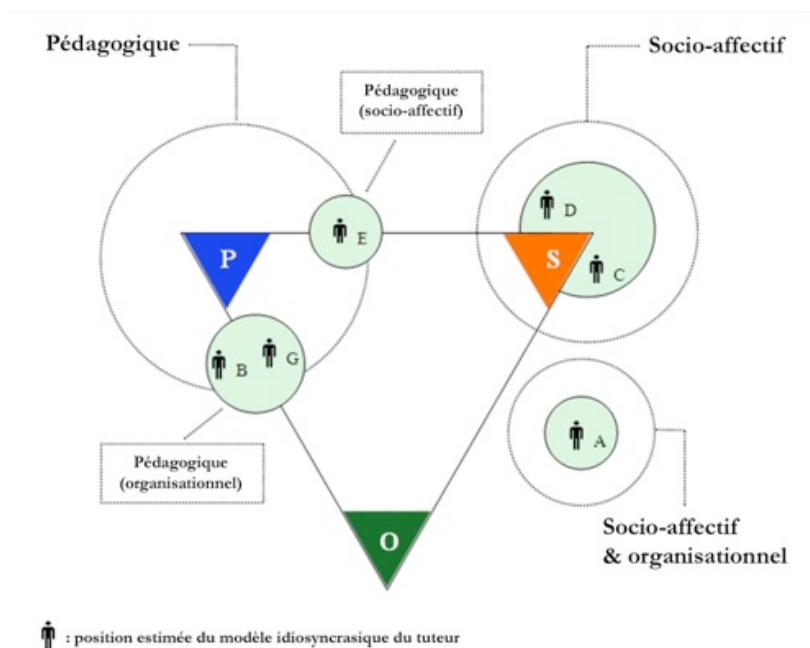 Pédagogique
Socio-affectif
Pédagogique
(socio-affectif)
D
E
P
S
C
B
G
A
Pédagogique
(organisationnel)
O
Socio-affectif
& organisationnel
: position estimée du modèle idiosyncrasique du tuteur